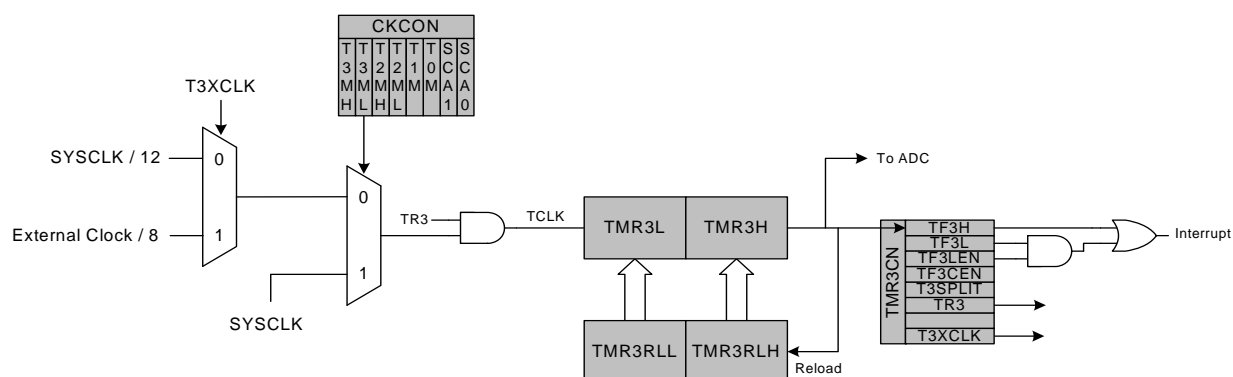 CKCON
T3MH
T3ML
T2MH
T2ML
T1M
T0M
SCA1
SCA0
T3XCLK
SYSCLK / 12
0
External Clock / 8
1
0
1
SYSCLK
TR3
TCLK
TMR3L
TMR3H
To ADC
TMR3RLL
TMR3RLH
Reload
TMR3CN
TF3H
TF3L
TF3LEN
TF3CEN
T3SPLIT
TR3
T3XCLK
Interrupt